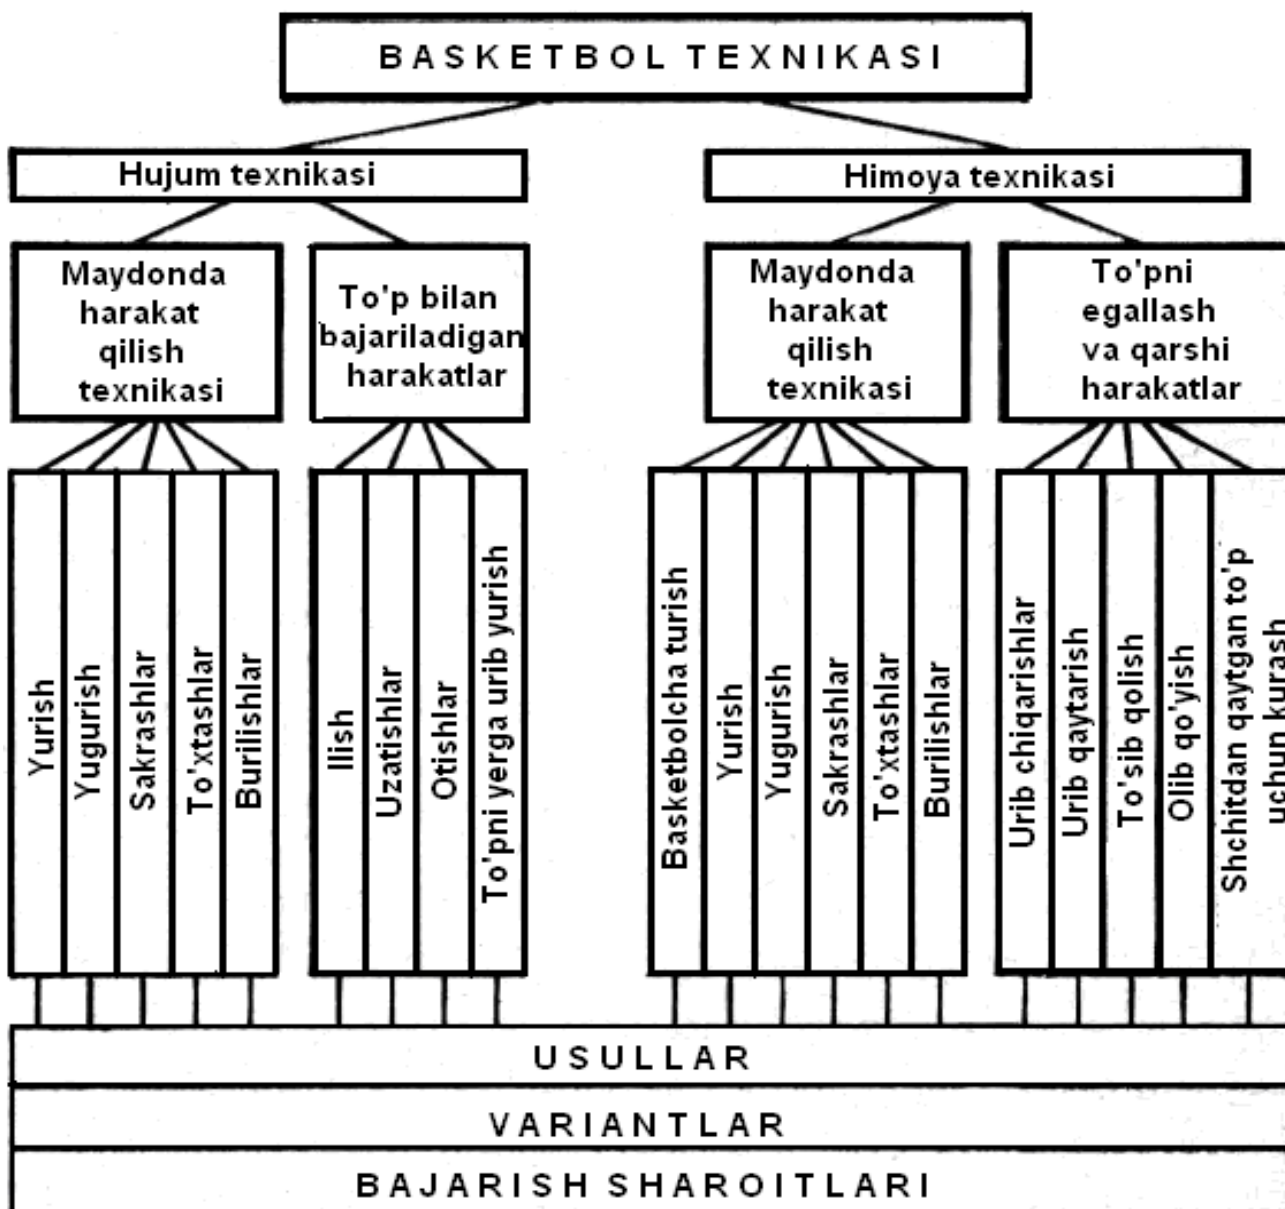 BASKETBOL TEXNIKASI
Hujum texnikasi
Himoya texnikasi
Maydonda
harakat
qilish
texnikasi
To'p bilan
bajariladigan
harakatlar
Maydonda
harakat
qilish
texnikasi
To'pni
egallash
va qarshi
harakatlar
Yurish
Yugurish
Sakrashlar
To'xtashlar
Burilishlar
Ilish
Uzatishlar
Otishlar
To'pni yerga urib yurish
Basketbolcha turish
Yurish
Yugurish
Sakrashlar
To'xtashlar
Burilishlar
Urib chiqarishlar
Urib qaytarish
To'sib qolish
Olib qo'yish
Shchitdan qaytgan to'p
uchun kurash
USULLAR
VARIANTLAR
BAJARISH SHAROITLARI